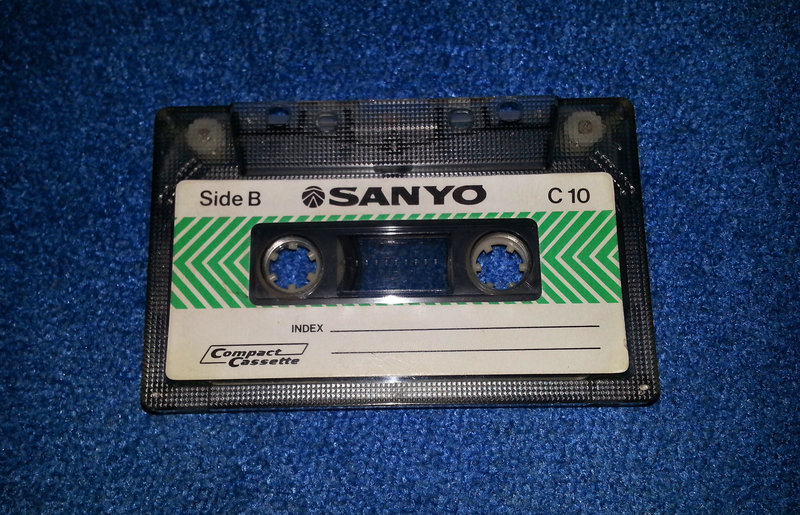 Side B SANYO C 10
INDEX
Compact
Cassette